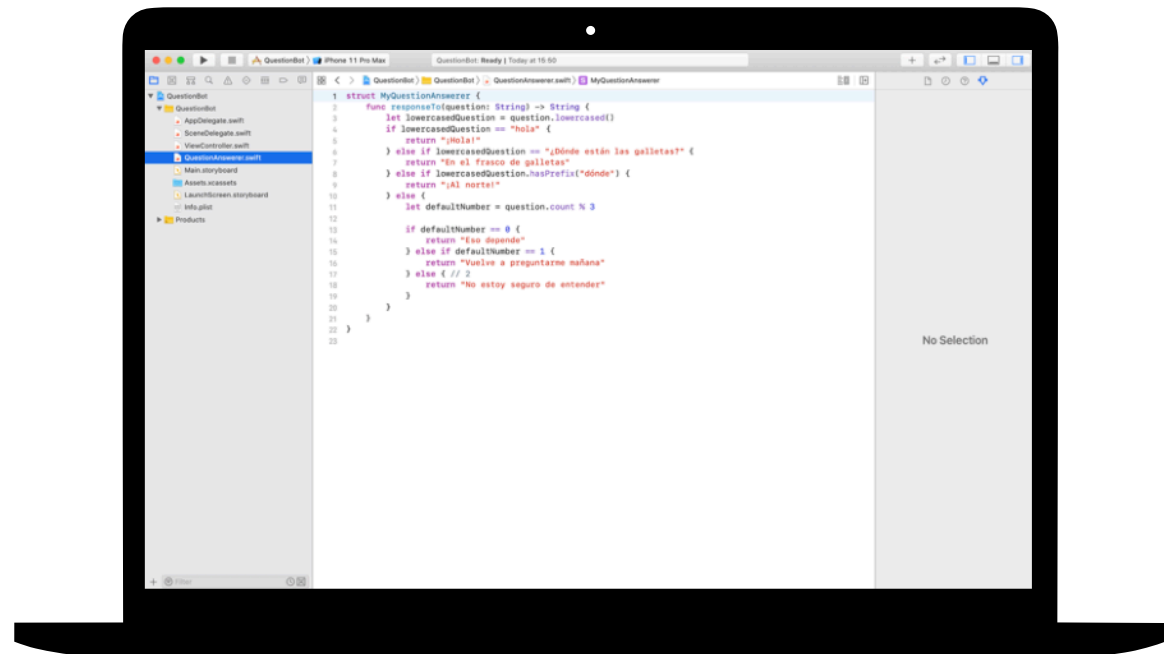 QuestionBot
iPhone 11 Pro Max
QuestionBot: Ready | Today at 15:50
QuestionBot
QuestionBot
QuestionAnswerer.swift
MyQuestionAnswerer
QuestionBot
QuestionBot
AppDelegate.swift
SceneDelegate.swift
ViewController.swift
QuestionAnswerer.swift
Main.storyboard
Assets.xcassets
LaunchScreen.storyboard
Info.plist
Products
Filter
1 struct MyQuestionAnswerer {
2 func responseTo(question: String) -> String {
3 let lowercasedQuestion = question.lowercased()
4 if lowercasedQuestion == "hola" {
5 return "¡Hola!"
6 } else if lowercasedQuestion == "¿Dónde están las galletas?" {
7 return "En el frasco de galletas"
8 } else if lowercasedQuestion.hasPrefix("dónde") {
9 return "¡Al norte!"
10 } else {
11 let defaultNumber = question.count % 3
12
13 if defaultNumber == 0 {
14 return "Eso depende"
15 } else if defaultNumber == 1 {
16 return "Vuelve a preguntarme mañana"
17 } else { // 2
18 return "No estoy seguro de entender"
19 }
20 }
21 }
22 }
23
No Selection